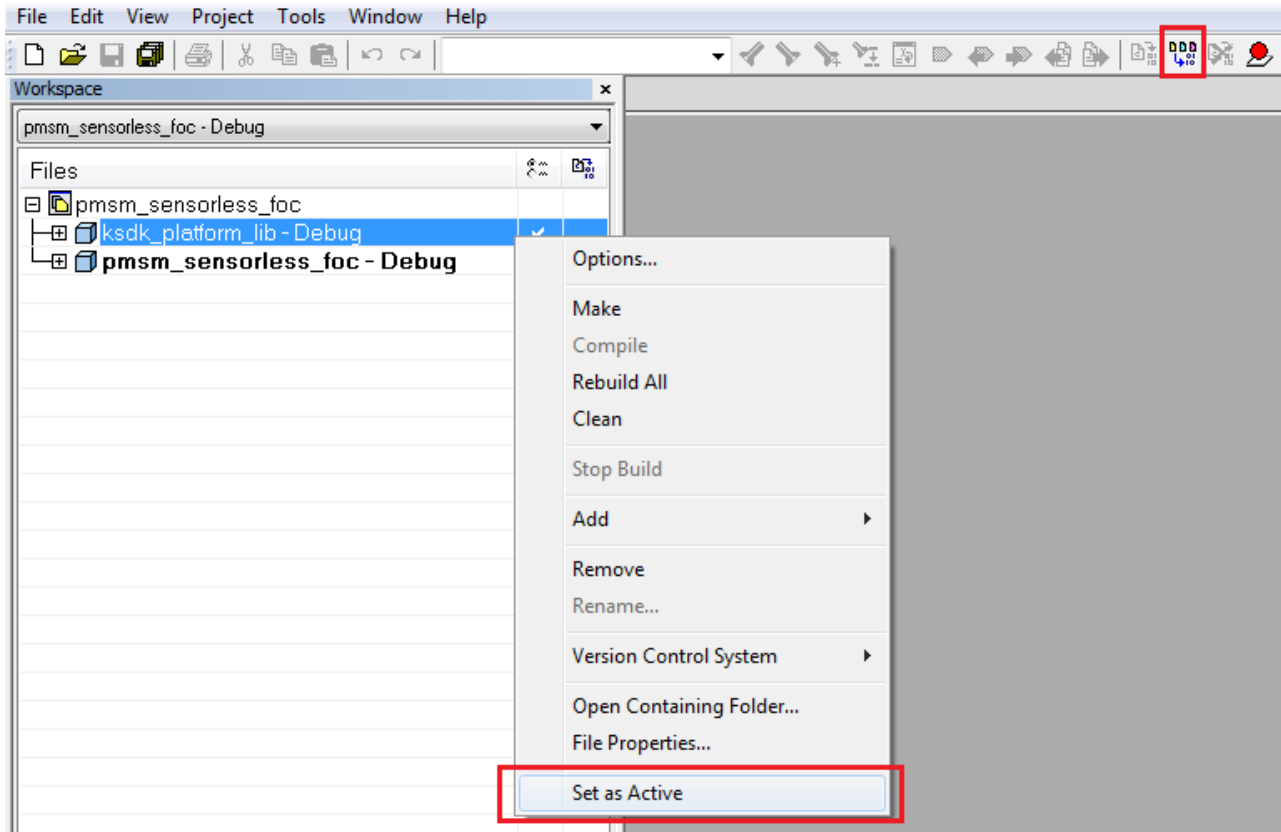 File Edit View Project Tools Window Help
Workspace x
pmsm_sensorless_foc - Debug
Files
pmsm_sensorless_foc
ksdk_platform_lib - Debug
pmsm_sensorless_foc - Debug
Options...
Make
Compile
Rebuild All
Clean
Stop Build
Add
Remove
Rename...
Version Control System
Open Containing Folder...
File Properties...
Set as Active